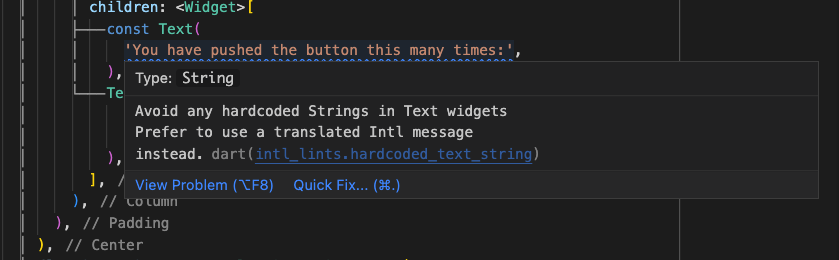 children: <Widget>[
const Text(
'You have pushed the button this many times:',
),
Te
Type: String
Avoid any hardcoded Strings in Text widgets
Prefer to use a translated Intl message
instead. dart(intl_lints.hardcoded_text_string)
),
View Problem (⌥F8) Quick Fix... (⌘.)
], /
), // Column
), // Padding
), // Center